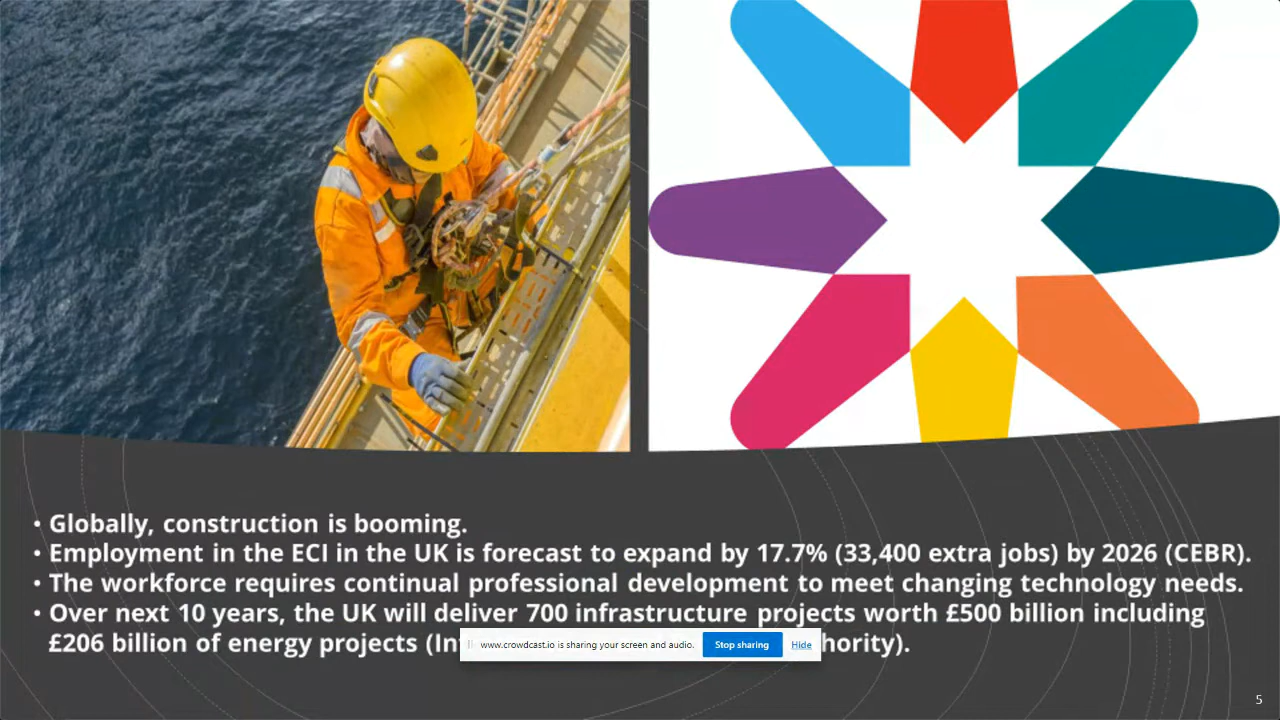 • Globally, construction is booming.
• Employment in the ECI in the UK is forecast to expand by 17.7% (33,400 extra jobs) by 2026 (CEBR).
• The workforce requires continual professional development to meet changing technology needs.
• Over next 10 years, the UK will deliver 700 infrastructure projects worth £500 billion including
£206 billion of energy projects (In hority).
www.crowdcast.io is sharing your screen and audio. Stop sharing Hide
5